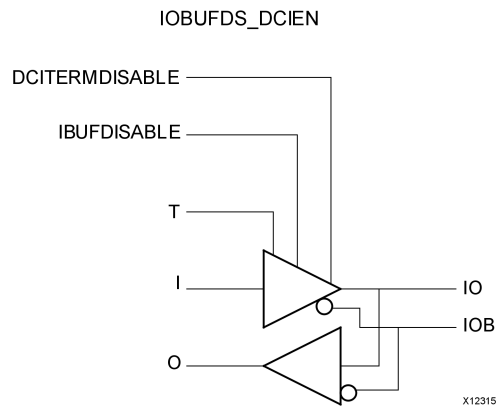 IOBUFDS_DCIEN
DCITERMDISABLE
IBUFDISABLE
T
I
IO
IOB
O
X12315